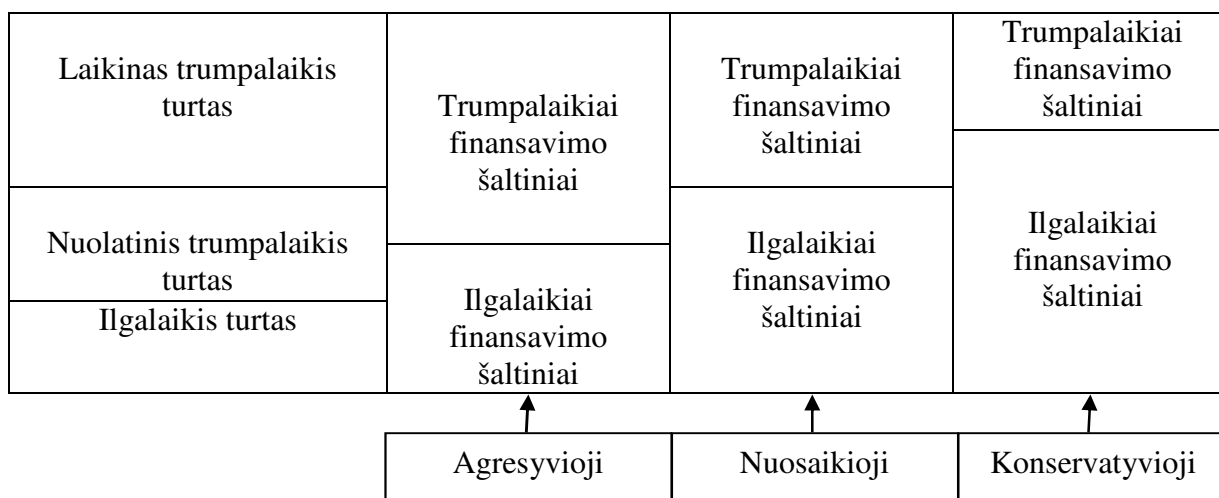 Laikinas trumpalaikis
turtas
Nuolatinis trumpalaikis
turtas
Ilgalaikis turtas
Trumpalaikiai
finansavimo
šaltiniai
Ilgalaikiai
finansavimo
šaltiniai
Trumpalaikiai
finansavimo
šaltiniai
Ilgalaikiai
finansavimo
šaltiniai
Trumpalaikiai
finansavimo
šaltiniai
Ilgalaikiai
finansavimo
šaltiniai
Agresyvioji
Nuosaikioji
Konservatyvioji